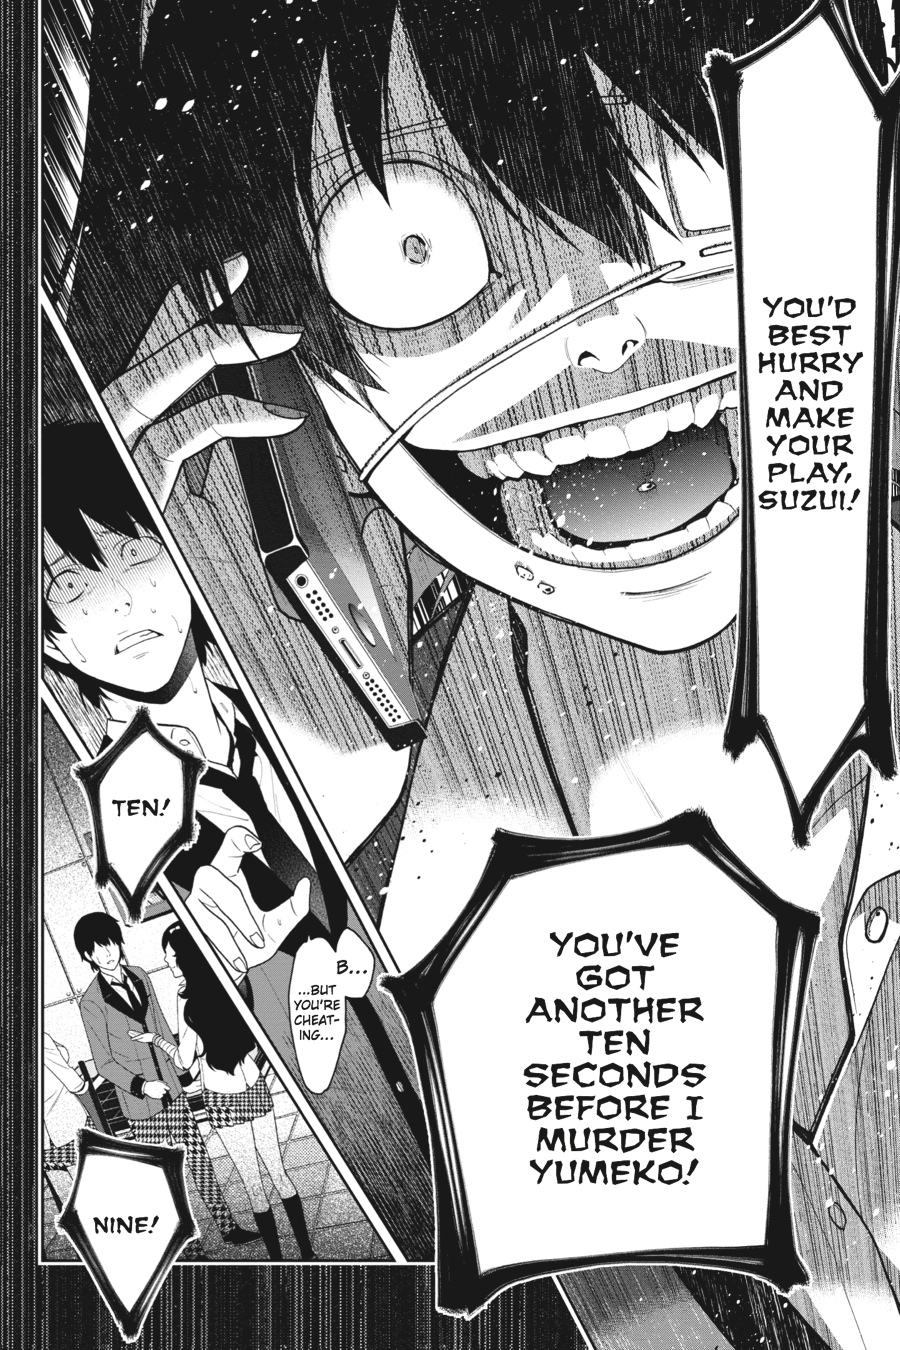 YOU'D
BEST
HURRY
AND
MAKE
YOUR
PLAY,
SUZUI!
YOU'VE
GOT
ANOTHER
TEN
SECONDS
BEFORE I
MURDER
YUMEKO!
TEN!
B...
...BUT
YOU'RE
CHEAT-
ING...
NINE!